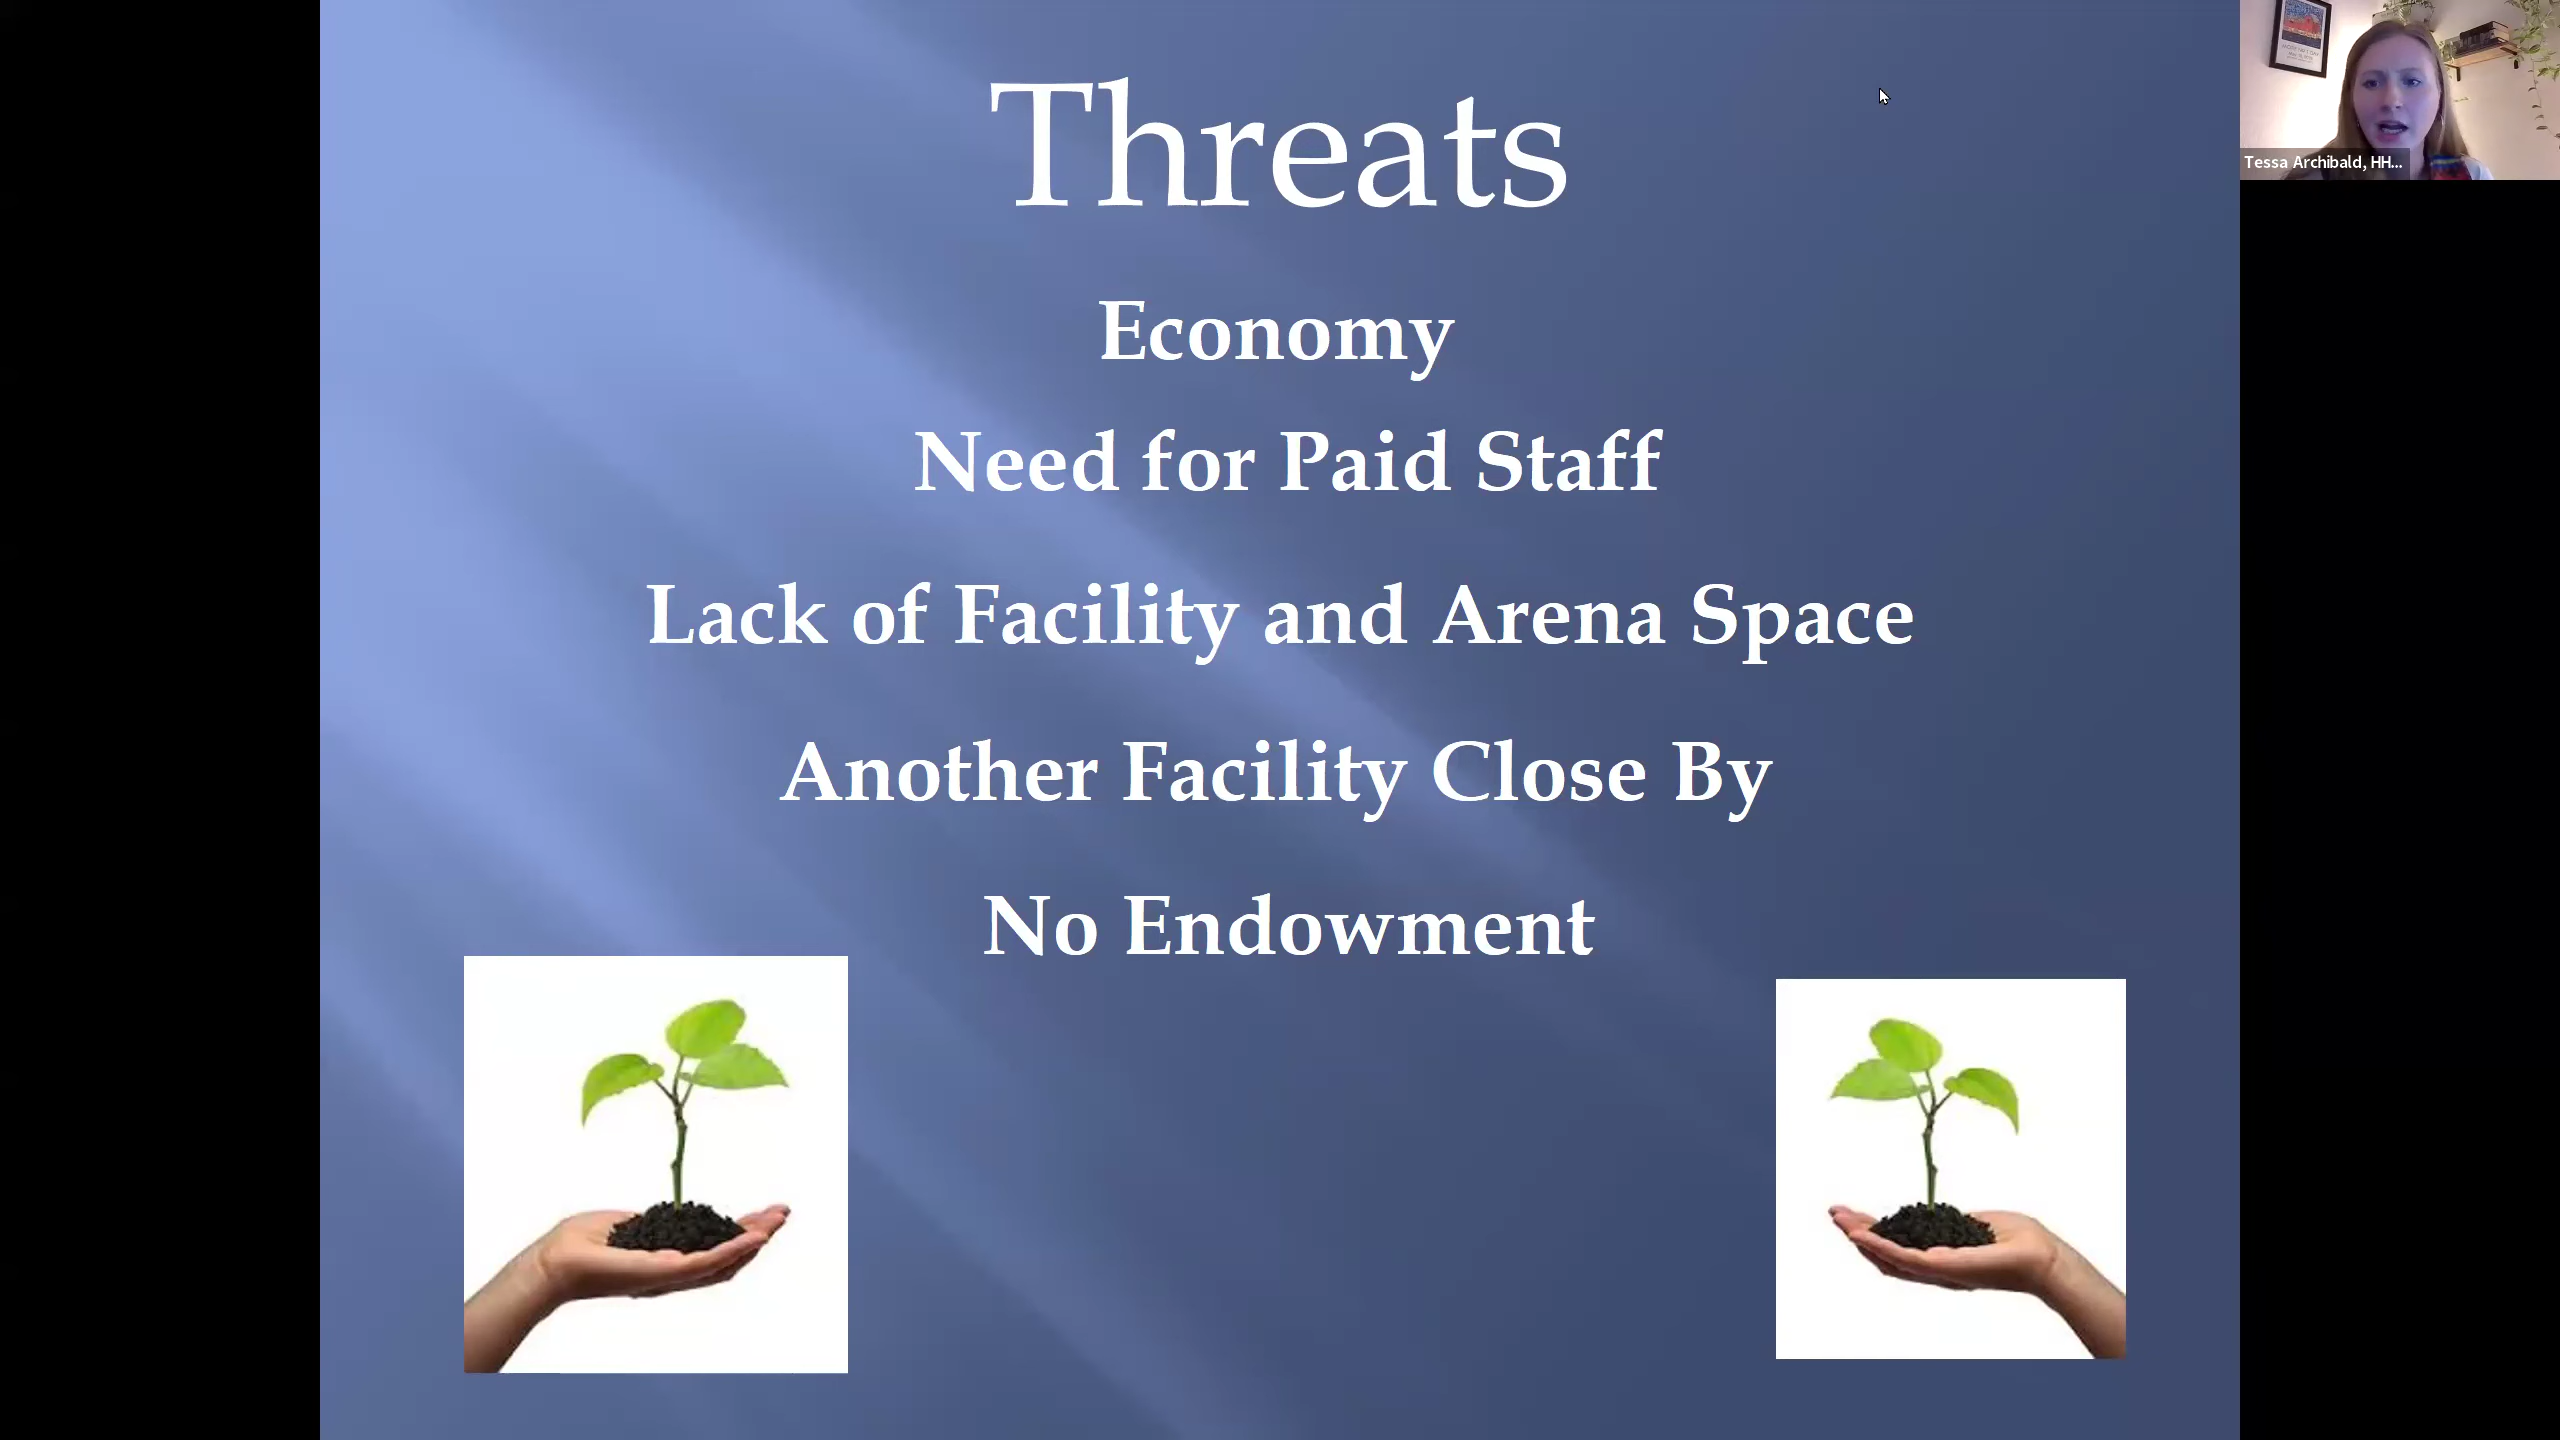 Threats
Economy
Need for Paid Staff
Lack of Facility and Arena Space
Another Facility Close By
No Endowment
Tessa Archibald, HH...